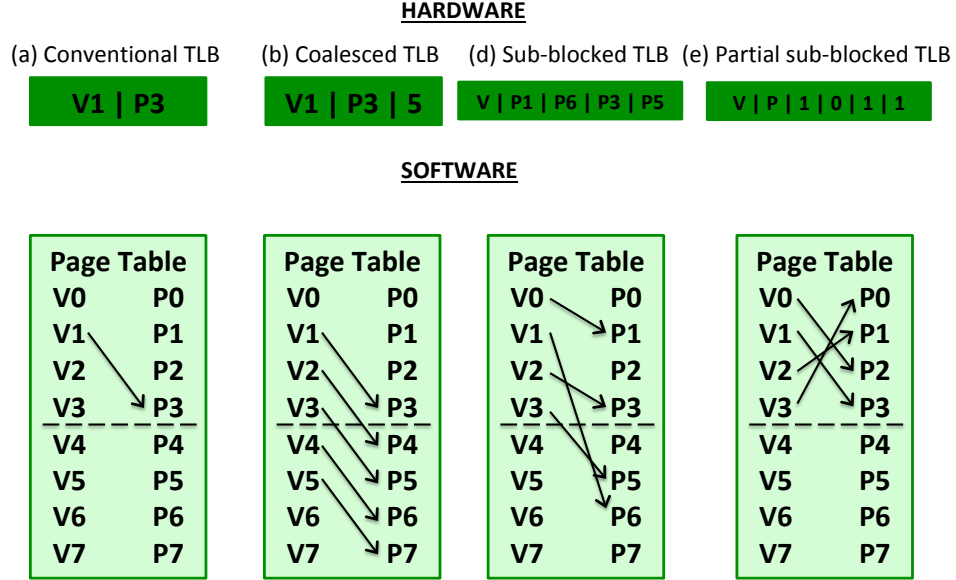 HARDWARE
(a) Conventional TLB (b) Coalesced TLB (d) Sub-blocked TLB (e) Partial sub-blocked TLB
V1 | P3 V1 | P3 | 5 V | P1 | P6 | P3 | P5 V | P | 1 | 0 | 1 | 1
SOFTWARE
Page Table Page Table Page Table Page Table
V0 P0 V0 P0 V0 P0 V0 P0
V1 P1 V1 P1 V1 P1 V1 P1
V2 P2 V2 P2 V2 P2 V2 P2
V3 P3 V3 P3 V3 P3 V3 P3
V4 P4 V4 P4 V4 P4 V4 P4
V5 P5 V5 P5 V5 P5 V5 P5
V6 P6 V6 P6 V6 P6 V6 P6
V7 P7 V7 P7 V7 P7 V7 P7